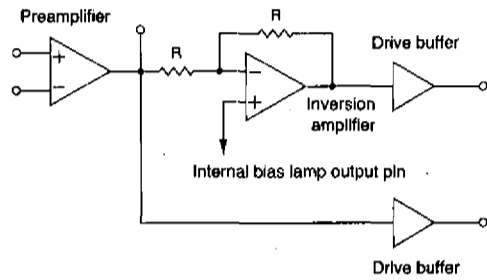 Preamplifier
R
R
Drive buffer
+
−
−
+
Inversion
amplifier
Internal bias lamp output pin
Drive buffer